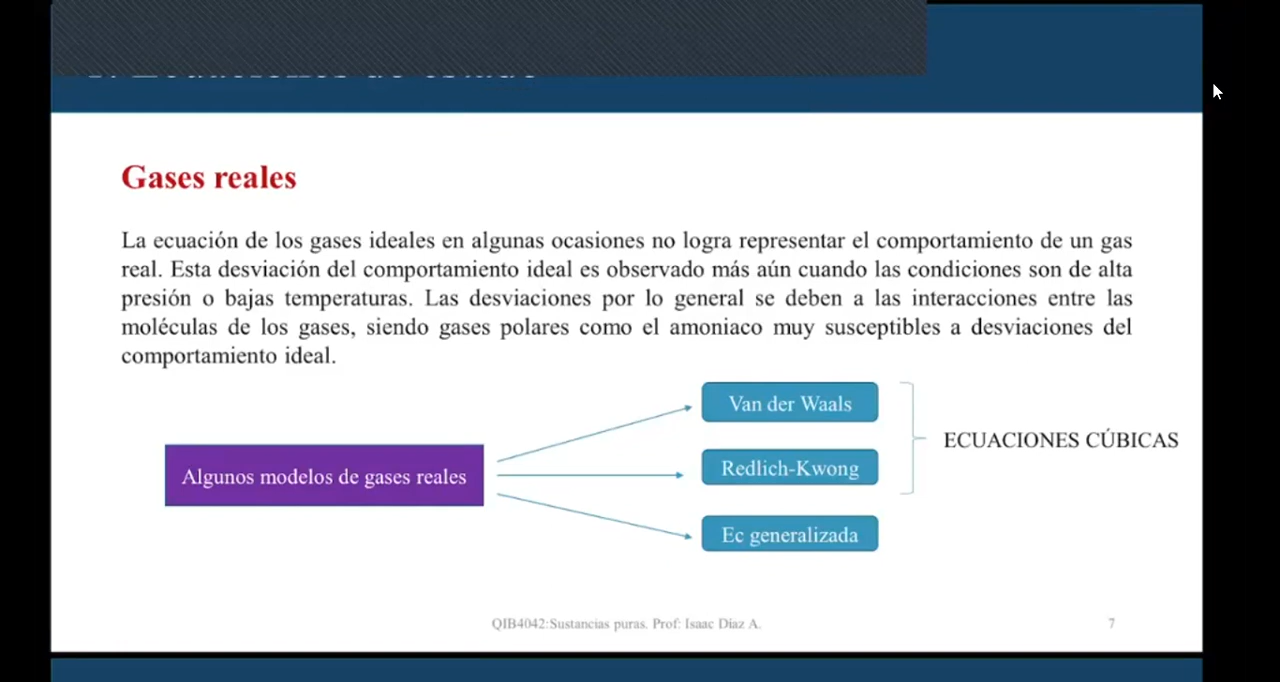 Gases reales
La ecuación de los gases ideales en algunas ocasiones no logra representar el comportamiento de un gas
real. Esta desviación del comportamiento ideal es observado más aún cuando las condiciones son de alta
presión o bajas temperaturas. Las desviaciones por lo general se deben a las interacciones entre las
moléculas de los gases, siendo gases polares como el amoniaco muy susceptibles a desviaciones del
comportamiento ideal.
Algunos modelos de gases reales
Van der Waals
Redlich-Kwong
Ec generalizada
ECUACIONES CÚBICAS
QIB4042:Sustancias puras. Prof: Isaac Díaz A.
7